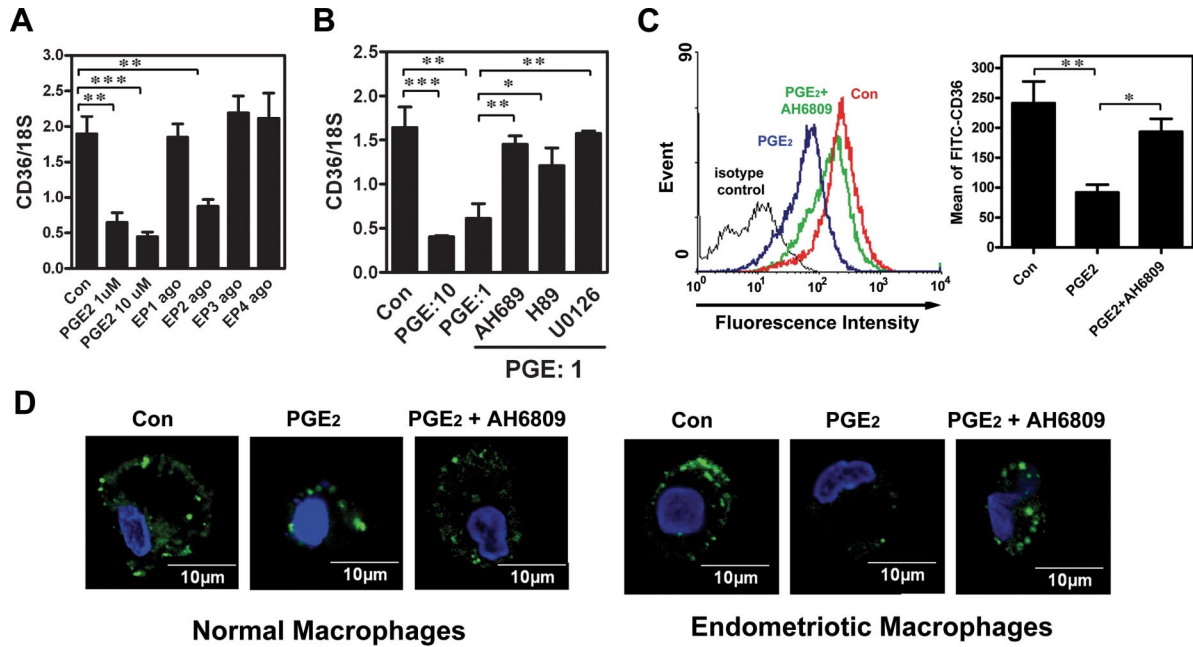 A
CD36/18S
3.0
2.5
2.0
1.5
1.0
0.5
0.0
**
***
**
Con
PGE2 1uM
PGE2 10 uM
EP1 ago
EP2 ago
EP3 ago
EP4 ago
B
CD36/18S
2.5
2.0
1.5
1.0
0.5
0.0
**
***
**
*
**
Con
PGE:10
PGE:1
AH689
H89
U0126
PGE: 1
C
Event
90
0
isotype
control
PGE2
PGE2+
AH6809
Con
10^0
10^1
10^2
10^3
10^4
Fluorescence Intensity
Mean of FITC-CD36
300
250
200
150
100
50
0
**
*
Con
PGE2
PGE2+AH6809
D
Con
PGE2
PGE2 + AH6809
Con
PGE2
PGE2 + AH6809
10µm
10µm
10µm
10µm
10µm
10µm
Normal Macrophages
Endometriotic Macrophages